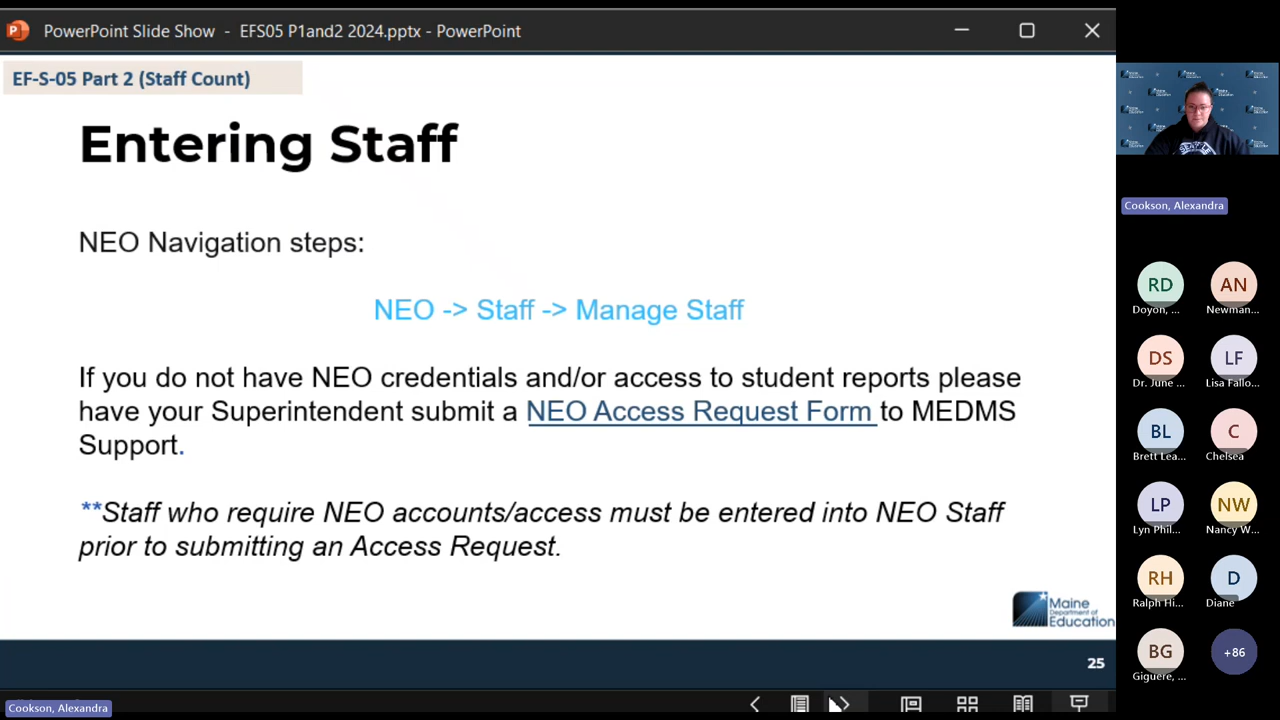 PowerPoint Slide Show - EFS05 P1and2 2024.pptx - PowerPoint
EF-S-05 Part 2 (Staff Count)
Entering Staff
NEO Navigation steps:
NEO -> Staff -> Manage Staff
If you do not have NEO credentials and/or access to student reports please
have your Superintendent submit a NEO Access Request Form to MEDMS
Support.
**Staff who require NEO accounts/access must be entered into NEO Staff
prior to submitting an Access Request.
Maine
Department of
Education
25
Cookson, Alexandra
Cookson, Alexandra
RD
Doyon, ...
AN
Newman...
DS
Dr. June ...
LF
Lisa Fallo...
BL
Brett Lea...
C
Chelsea
LP
Lyn Phil...
NW
Nancy W...
RH
Ralph Hi...
D
Diane
BG
Giguere, ...
+86